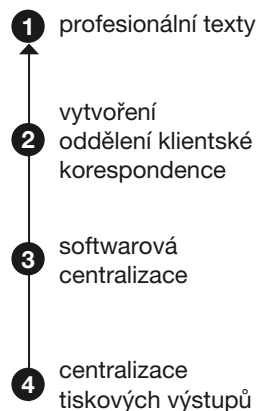 1 profesionální texty
2 vytvoření
oddělení klientské
korespondence
3 softwarová
centralizace
4 centralizace
tiskových výstupů